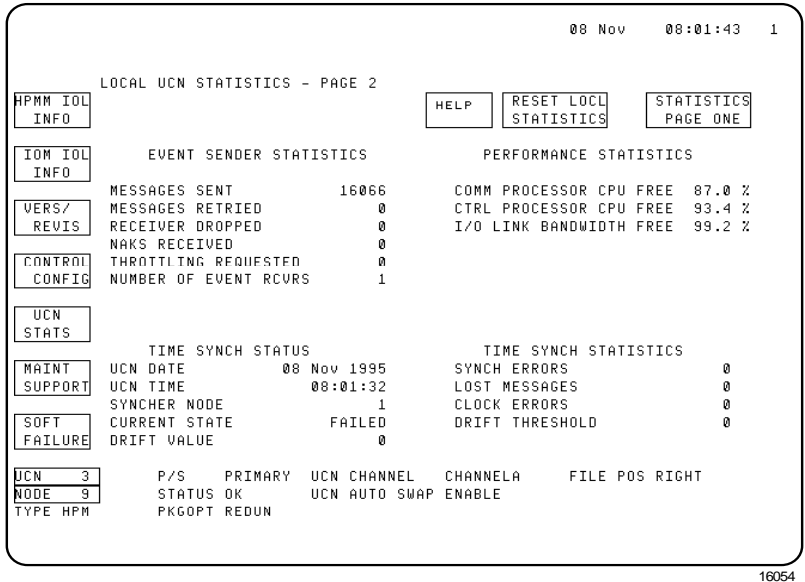 08 Nov 08:01:43 1
LOCAL UCN STATISTICS - PAGE 2
HPMM IOL
INFO
HELP
RESET LOCL
STATISTICS
STATISTICS
PAGE ONE
IOM IOL
INFO
VERS/
REVIS
CONTROL
CONFIG
UCN
STATS
MAINT
SUPPORT
SOFT
FAILURE
EVENT SENDER STATISTICS
MESSAGES SENT 16066
MESSAGES RETRIED 0
RECEIVER DROPPED 0
NAKS RECEIVED 0
THROTTLING REQUESTED 0
NUMBER OF EVENT RCVRS 1
PERFORMANCE STATISTICS
COMM PROCESSOR CPU FREE 87.0 %
CTRL PROCESSOR CPU FREE 93.4 %
I/O LINK BANDWIDTH FREE 99.2 %
TIME SYNCH STATUS
UCN DATE 08 Nov 1995
UCN TIME 08:01:32
SYNCHER NODE 1
CURRENT STATE FAILED
DRIFT VALUE 0
TIME SYNCH STATISTICS
SYNCH ERRORS 0
LOST MESSAGES 0
CLOCK ERRORS 0
DRIFT THRESHOLD 0
UCN 3 P/S PRIMARY UCN CHANNEL CHANNELA FILE POS RIGHT
NODE 9 STATUS OK UCN AUTO SWAP ENABLE
TYPE HPM PKGOPT REDUN
16054